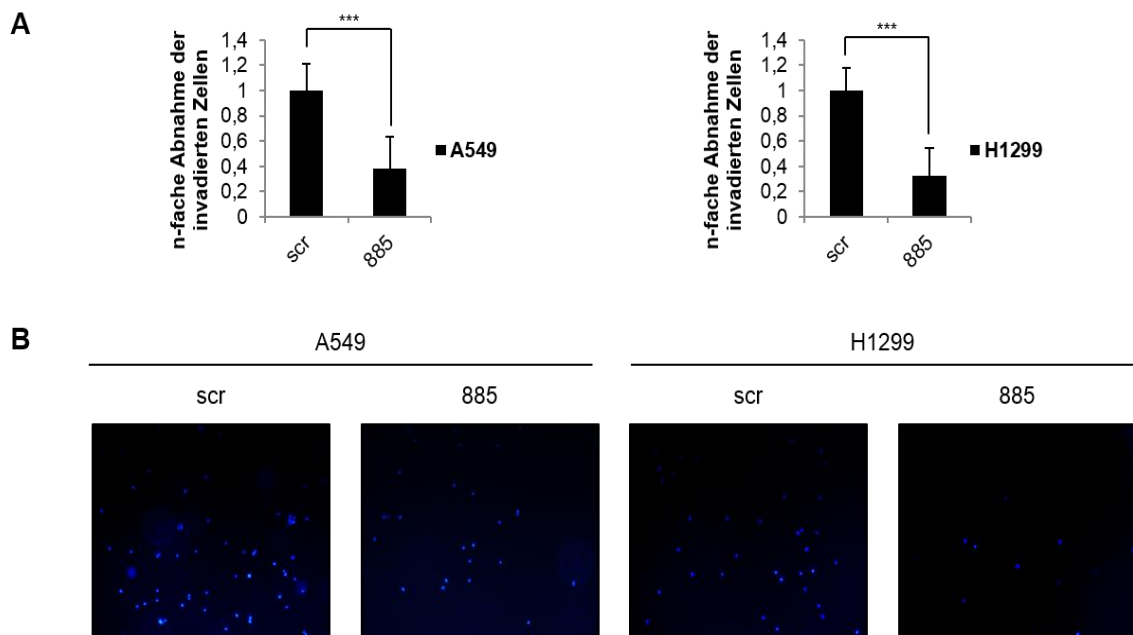 A
n-fache Abnahme der
invadierten Zellen
1,4
1,2
1
0,8
0,6
0,4
0,2
0
***
scr
885
A549
n-fache Abnahme der
invadierten Zellen
1,4
1,2
1
0,8
0,6
0,4
0,2
0
***
scr
885
H1299
B
A549
H1299
scr
885
scr
885